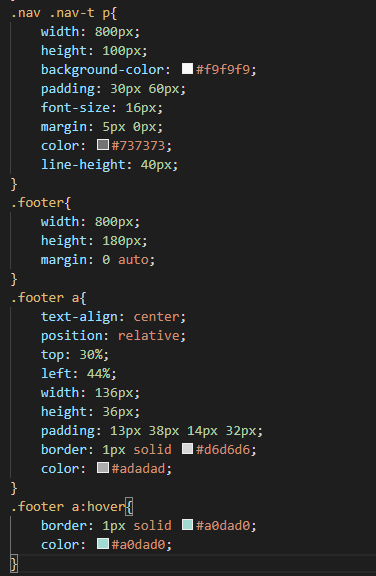 .nav .nav-t p{
width: 800px;
height: 100px;
background-color: #f9f9f9;
padding: 30px 60px;
font-size: 16px;
margin: 5px 0px;
color: #737373;
line-height: 40px;
}
.footer{
width: 800px;
height: 180px;
margin: 0 auto;
}
.footer a{
text-align: center;
position: relative;
top: 30%;
left: 44%;
width: 136px;
height: 36px;
padding: 13px 38px 14px 32px;
border: 1px solid #d6d6d6;
color: #adadad;
}
.footer a:hover{
border: 1px solid #a0dad0;
color: #a0dad0;
}